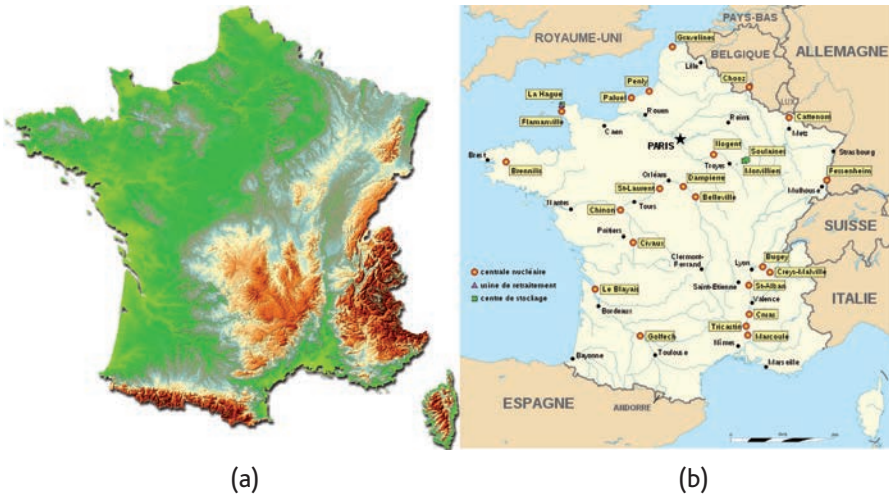 ROYAUME-UNI
PAYS-BAS
BELGIQUE
ALLEMAGNE
LUX
Gravelines
Lille
Chooz
Penly
Paluel
La Hague
Flamanville
Rouen
Caen
Reims
Cattenom
Metz
PARIS
Nogent
Soulaines
Strasbourg
Brest
Brennilis
Troyes
Morvilliers
Fessenheim
Orléans
Dampierre
Mulhouse
St-Laurent
Belleville
Nantes
Chinon
Tours
SUISSE
Poitiers
Civaux
Clermont-
Ferrand
Lyon
Bugey
Creys-Malville
centrale nucléaire
usine de retraitement
centre de stockage
Saint-Etienne
St-Alban
ITALIE
Le Blayais
Valence
Bordeaux
Cruas
Tricastin
Golfech
Marcoule
Nîmes
Bayonne
Toulouse
Marseille
ESPAGNE
ANDORRE
(a)
(b)